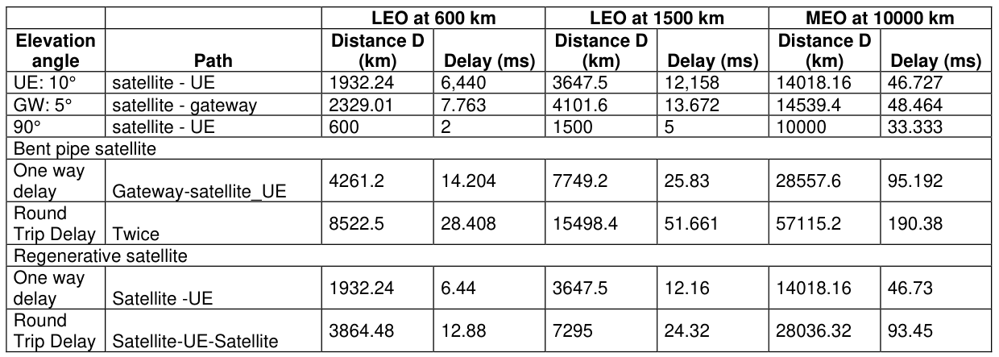 LEO at 600 km LEO at 1500 km MEO at 10000 km
Elevation angle Path Distance D (km) Delay (ms) Distance D (km) Delay (ms) Distance D (km) Delay (ms)
UE: 10° satellite - UE 1932.24 6,440 3647.5 12,158 14018.16 46.727
GW: 5° satellite - gateway 2329.01 7.763 4101.6 13.672 14539.4 48.464
90° satellite - UE 600 2 1500 5 10000 33.333
Bent pipe satellite
One way delay Gateway-satellite_UE 4261.2 14.204 7749.2 25.83 28557.6 95.192
Round Trip Delay Twice 8522.5 28.408 15498.4 51.661 57115.2 190.38
Regenerative satellite
One way delay Satellite -UE 1932.24 6.44 3647.5 12.16 14018.16 46.73
Round Trip Delay Satellite-UE-Satellite 3864.48 12.88 7295 24.32 28036.32 93.45